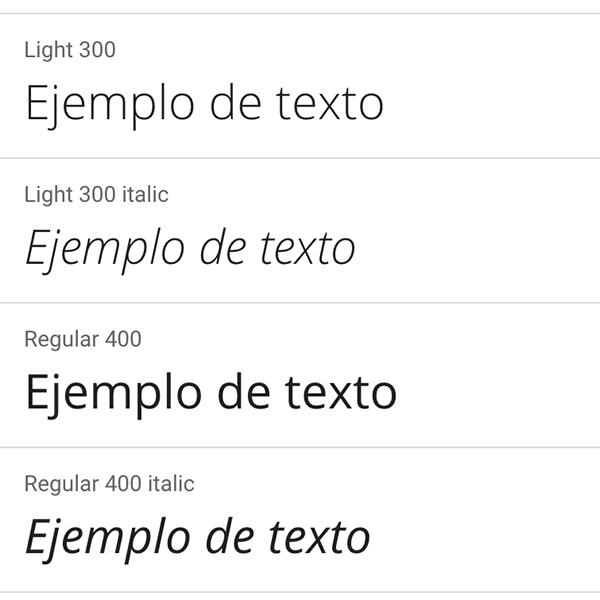 Light 300
Ejemplo de texto
Light 300 italic
Ejemplo de texto
Regular 400
Ejemplo de texto
Regular 400 italic
Ejemplo de texto